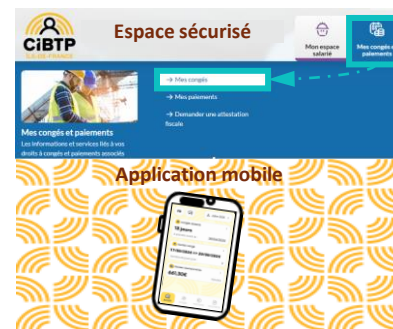 CiBTP
ILE-DE-FRANCE
Espace sécurisé
Mon espace
salarié
Mes congés et
paiements
→ Mes congés
→ Mes paiements
→ Demander une attestation
fiscale
Mes congés et paiements
Les informations et services liés à vos
droits à congés et paiements associés
Application mobile
18 jours
661,30€